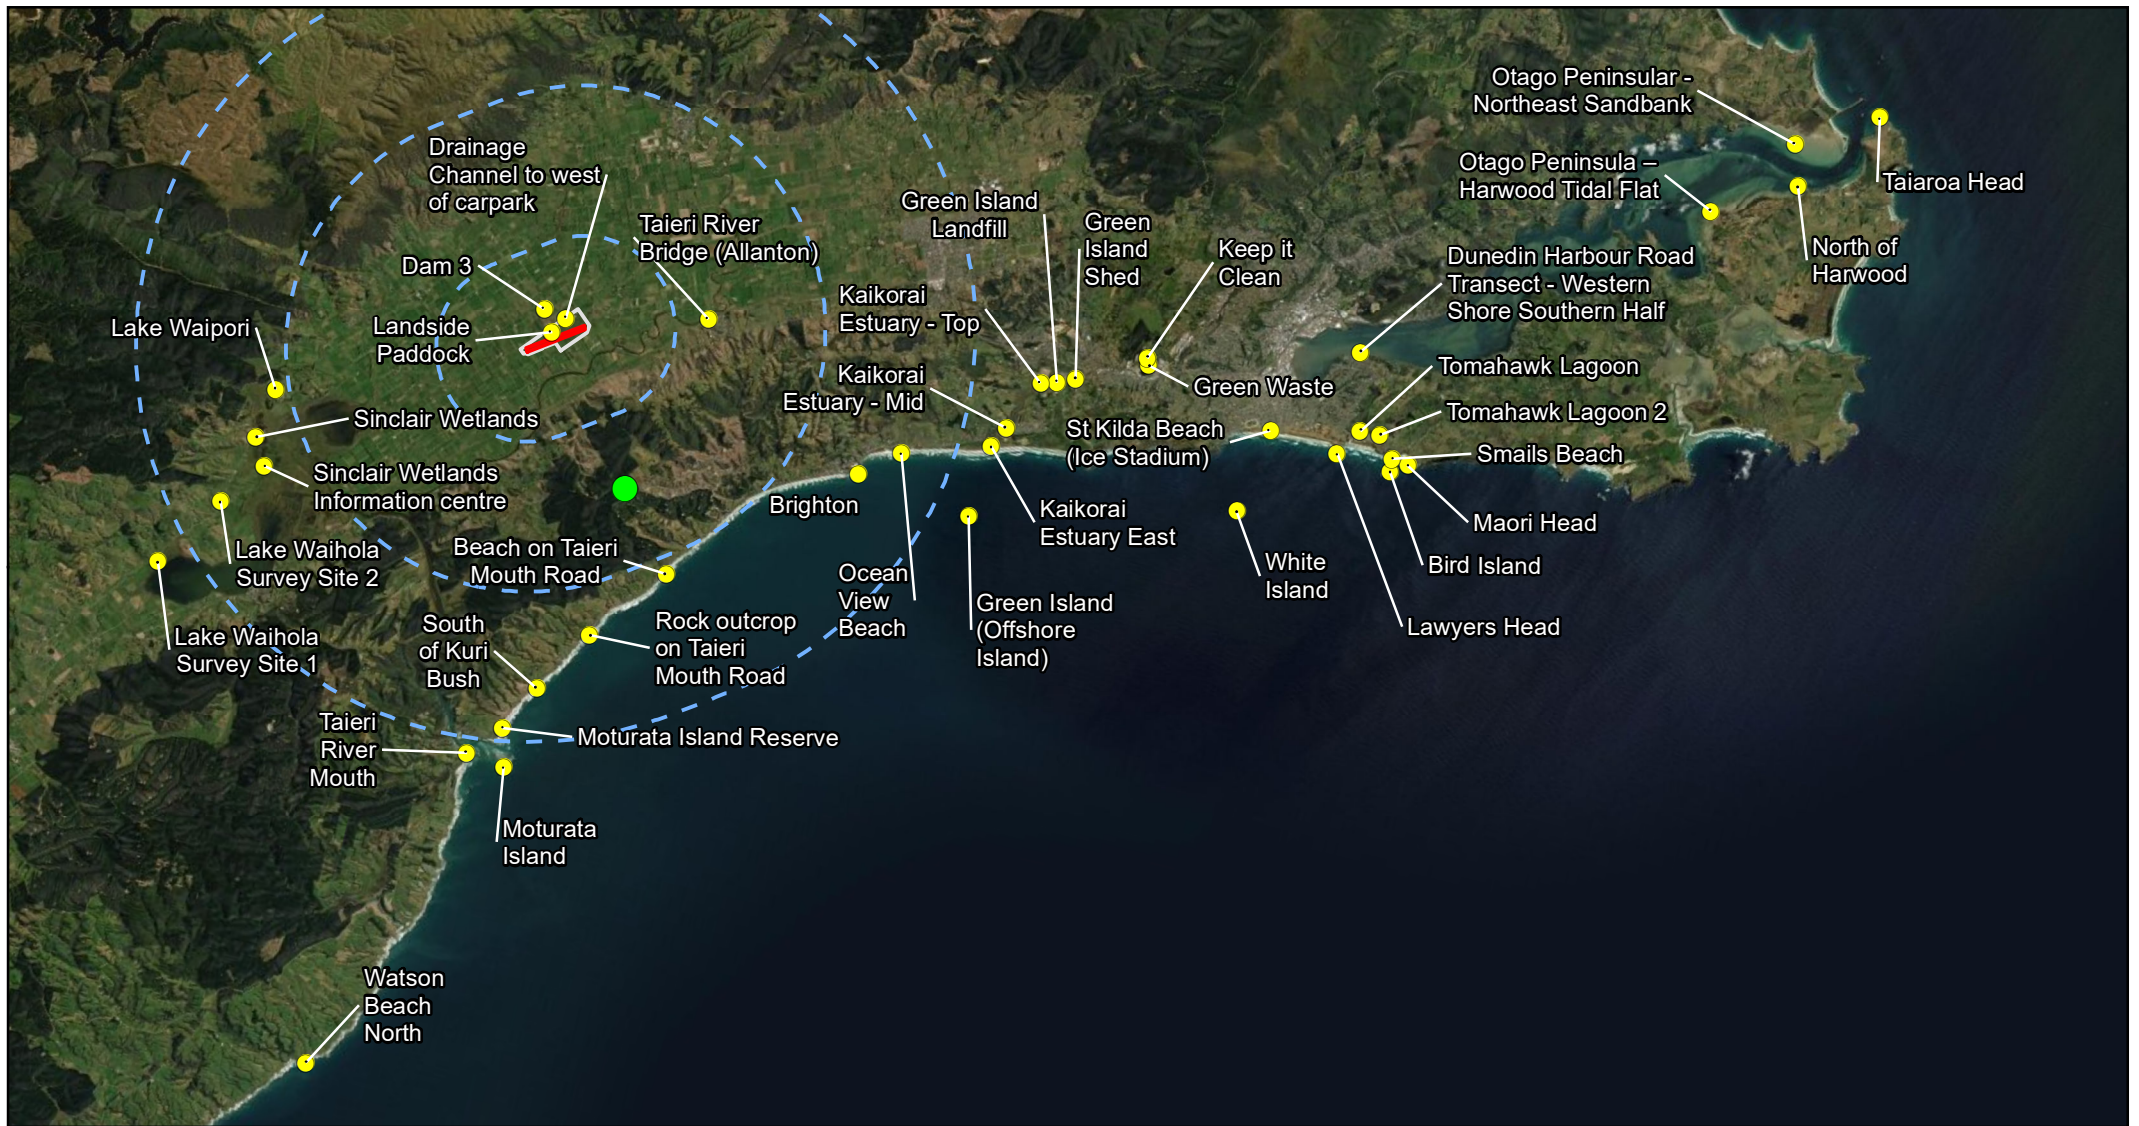 Otago Peninsular -
Northeast Sandbank
Otago Peninsula –
Harwood Tidal Flat
Taiaroa Head
North of
Harwood
Drainage
Channel to west
of carpark
Taieri River
Bridge (Allanton)
Dam 3
Landside
Paddock
Lake Waipori
Sinclair Wetlands
Sinclair Wetlands
Information centre
Lake Waihola
Survey Site 2
Lake Waihola
Survey Site 1
Green Island
Landfill
Green
Island
Shed
Keep it
Clean
Kaikorai
Estuary - Top
Kaikorai
Estuary - Mid
Green Waste
Dunedin Harbour Road
Transect - Western
Shore Southern Half
Tomahawk Lagoon
Tomahawk Lagoon 2
St Kilda Beach
(Ice Stadium)
Smails Beach
Maori Head
Bird Island
Lawyers Head
White
Island
Kaikorai
Estuary East
Green Island
(Offshore
Island)
Ocean
View
Beach
Brighton
Beach on Taieri
Mouth Road
Rock outcrop
on Taieri
Mouth Road
South
of Kuri
Bush
Moturata Island Reserve
Taieri
River
Mouth
Moturata
Island
Watson
Beach
North